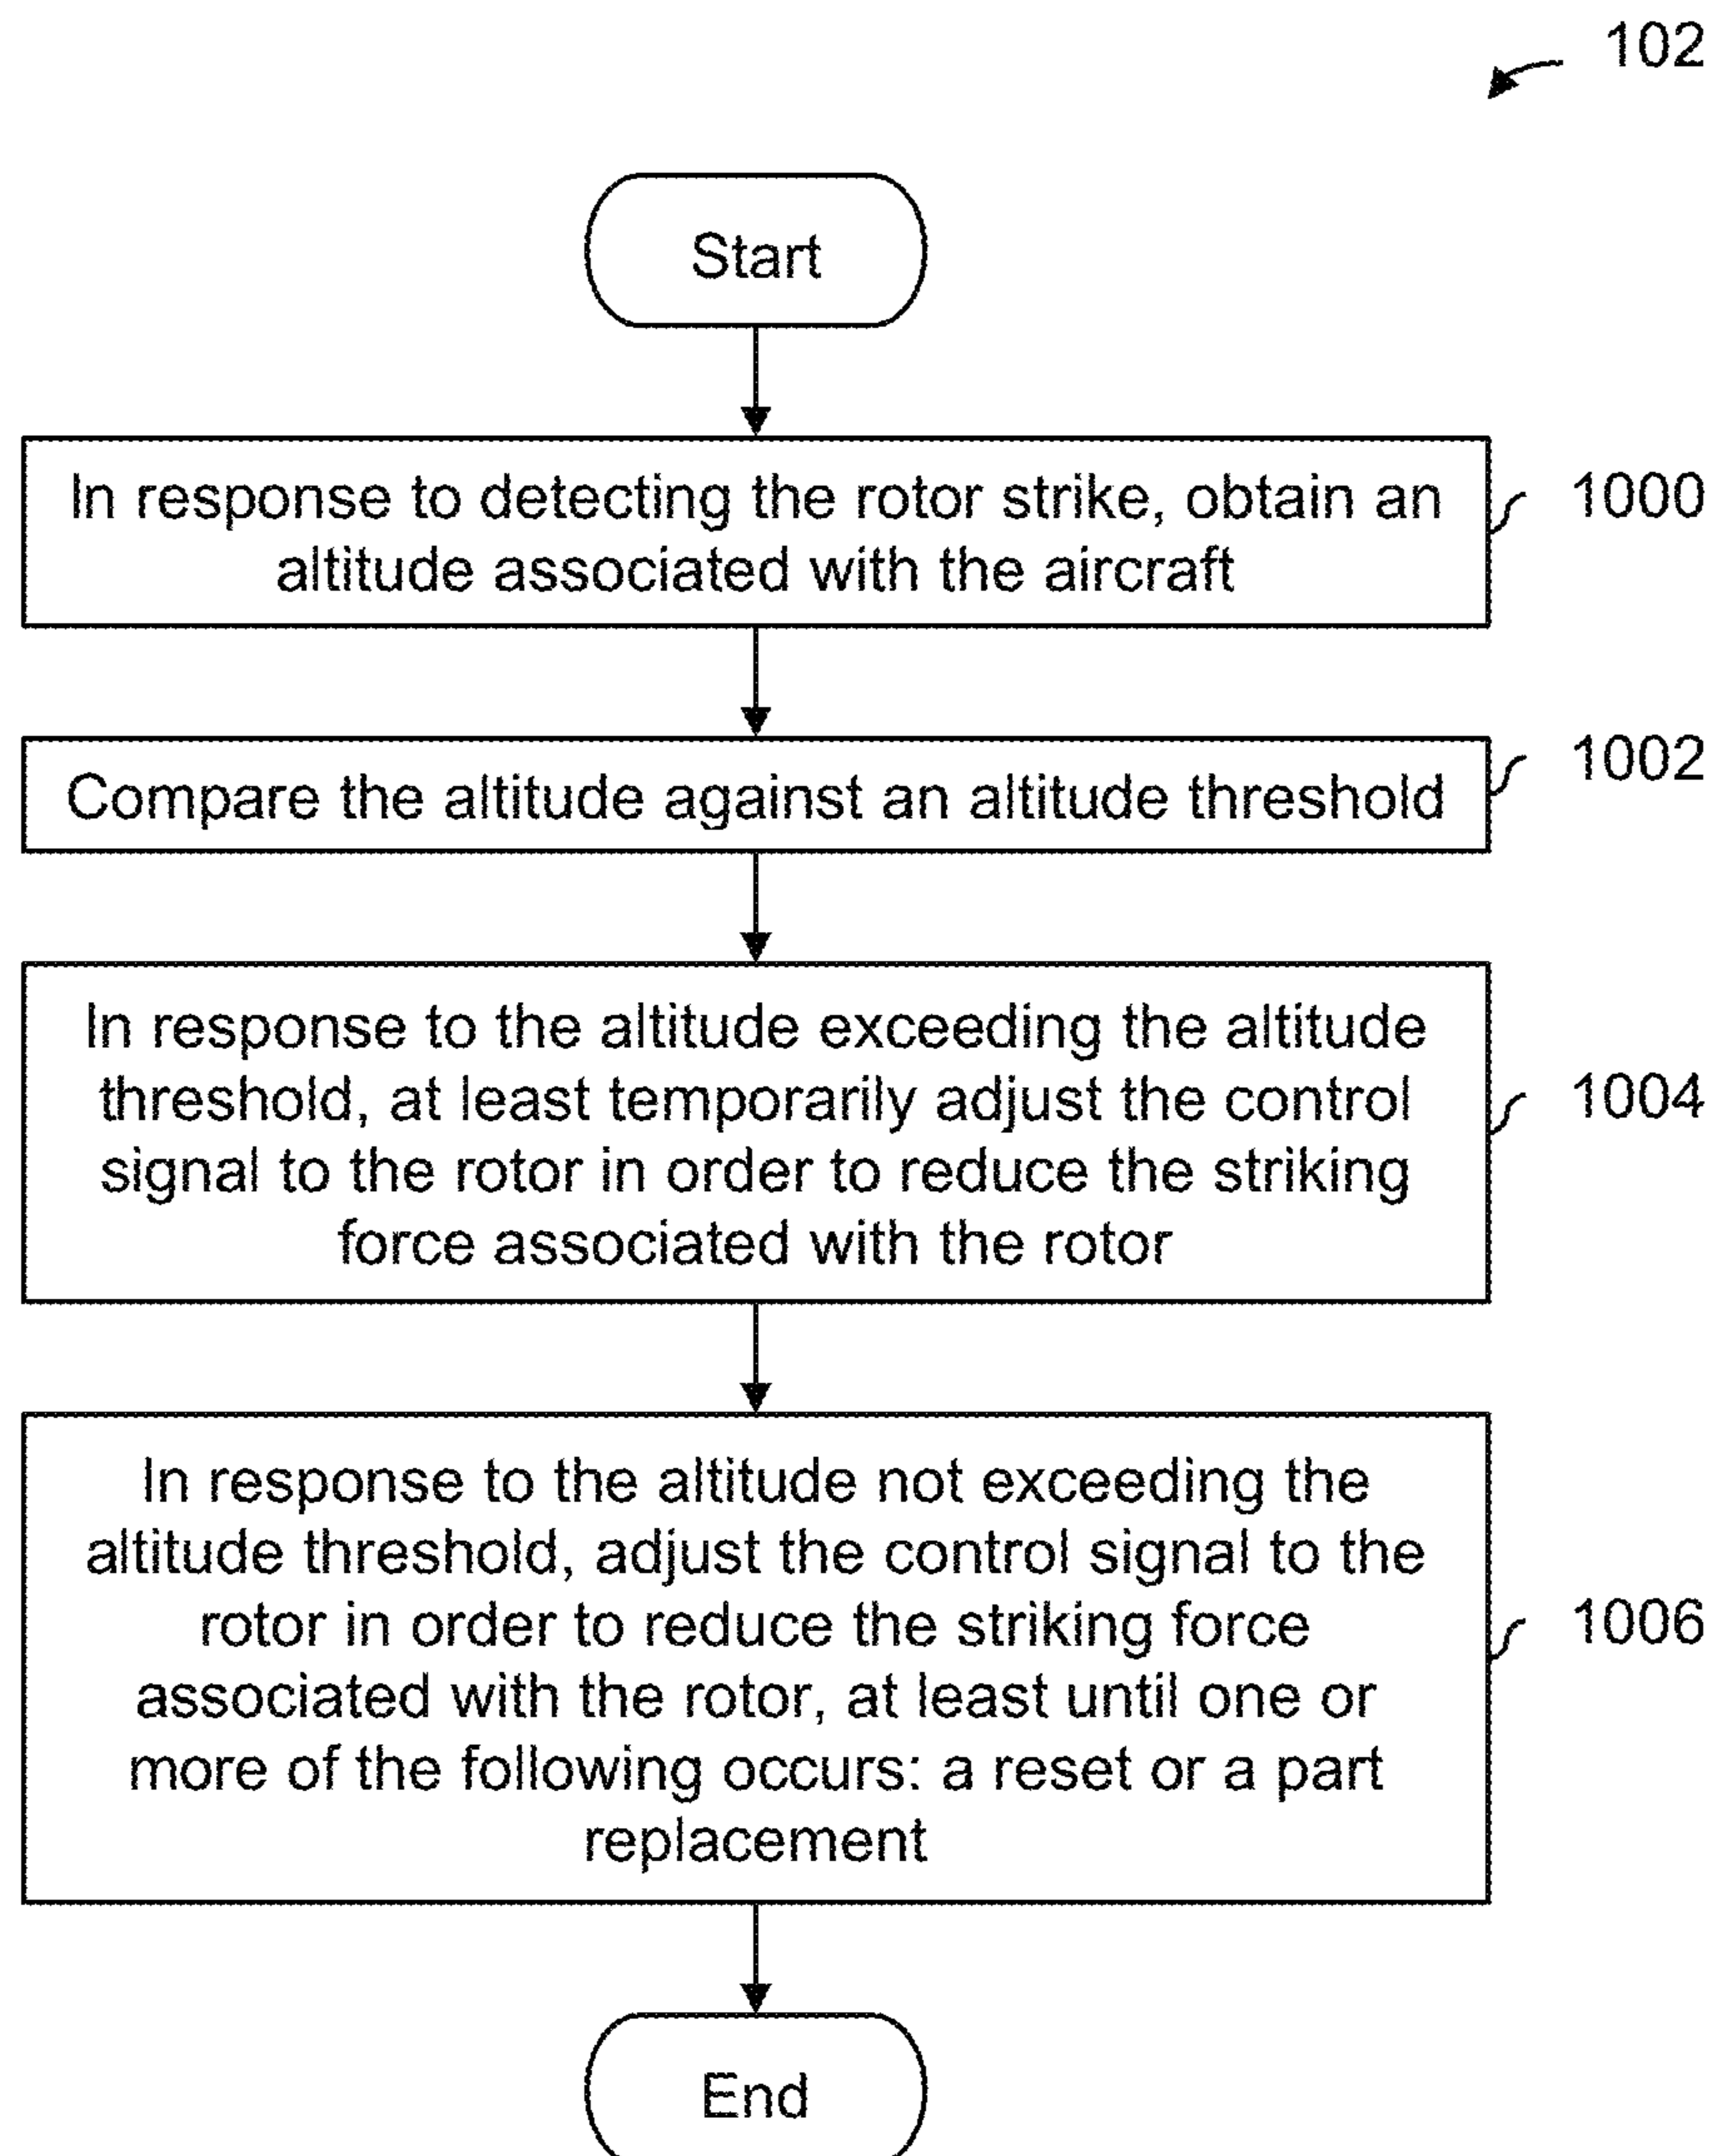 102
Start
In response to detecting the rotor strike, obtain an
altitude associated with the aircraft
1000
Compare the altitude against an altitude threshold
1002
In response to the altitude exceeding the altitude
threshold, at least temporarily adjust the control
signal to the rotor in order to reduce the striking
force associated with the rotor
1004
In response to the altitude not exceeding the
altitude threshold, adjust the control signal to the
rotor in order to reduce the striking force
associated with the rotor, at least until one or
more of the following occurs: a reset or a part
replacement
1006
End